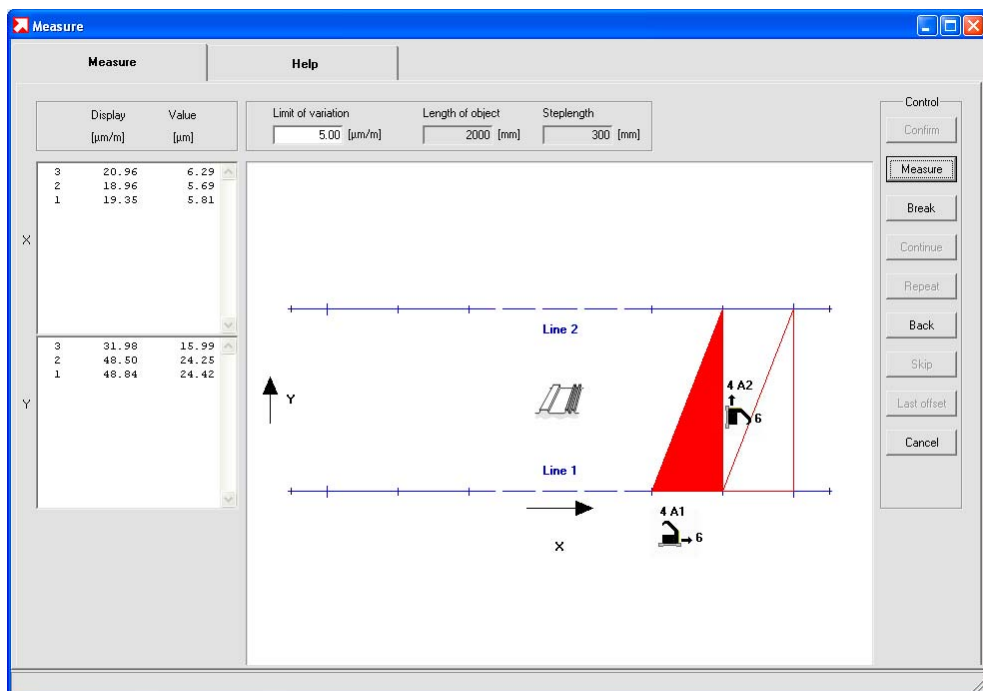 Measure
Measure Help
Display Value
[µm/m] [µm]
Limit of variation Length of object Steplength
5.00 [µm/m] 2000 [mm] 300 [mm]
X
3 20.96 6.29
2 18.96 5.69
1 19.35 5.81
Y
3 31.98 15.99
2 48.50 24.25
1 48.84 24.42
Line 2
Y
4 A2
6
Line 1
X
4 A1
6
Control
Confirm
Measure
Break
Continue
Repeat
Back
Skip
Last offset
Cancel